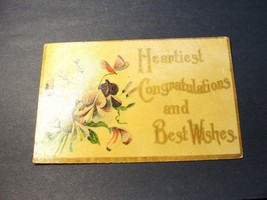 Heartiest
Congratulations
and
Best Wishes.